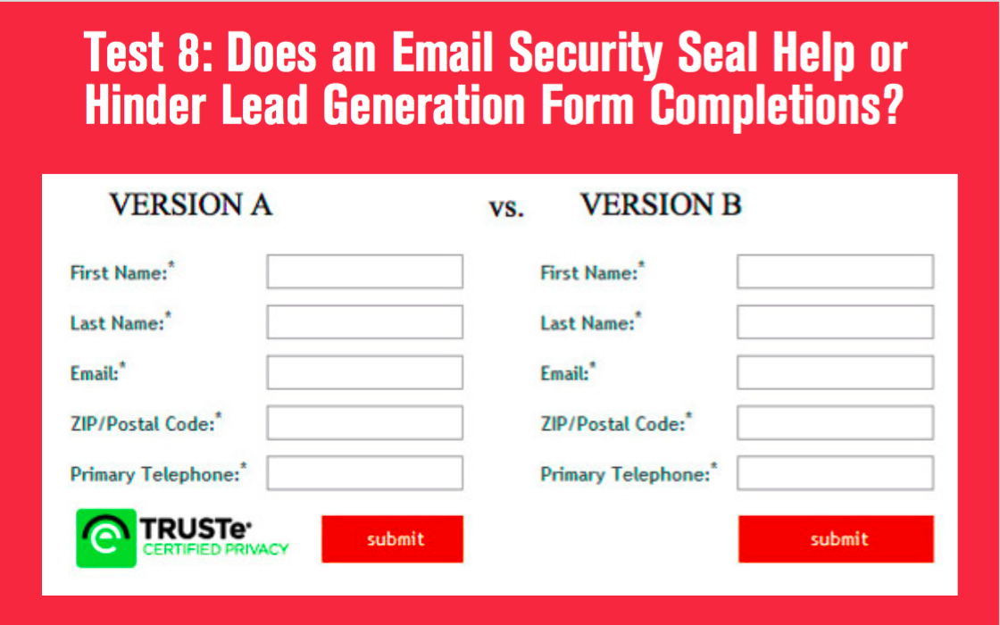 Test 8: Does an Email Security Seal Help or
Hinder Lead Generation Form Completions?
VERSION A vs. VERSION B
First Name:*
Last Name:*
Email:*
ZIP/Postal Code:*
Primary Telephone:*
TRUSTe
CERTIFIED PRIVACY
submit
First Name:*
Last Name:*
Email:*
ZIP/Postal Code:*
Primary Telephone:*
submit